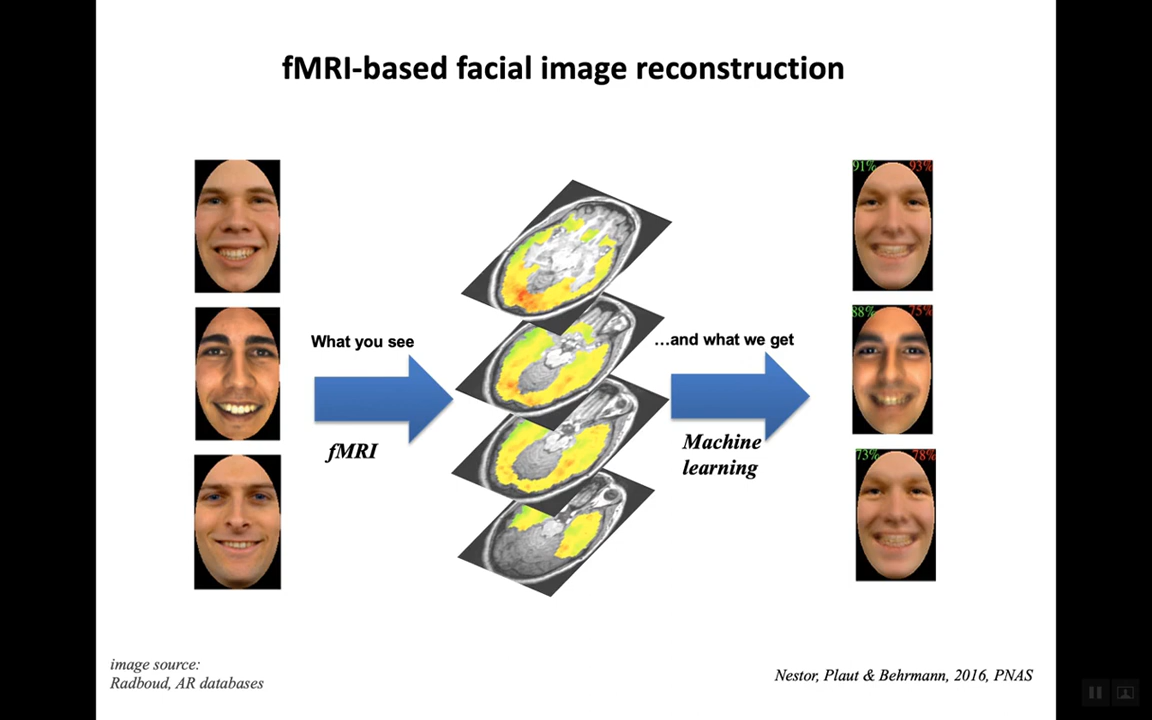 fMRI-based facial image reconstruction
91% 93%
What you see
…and what we get
88% 75%
fMRI
Machine
learning
73% 78%
image source:
Radboud, AR databases
Nestor, Plaut & Behrmann, 2016, PNAS